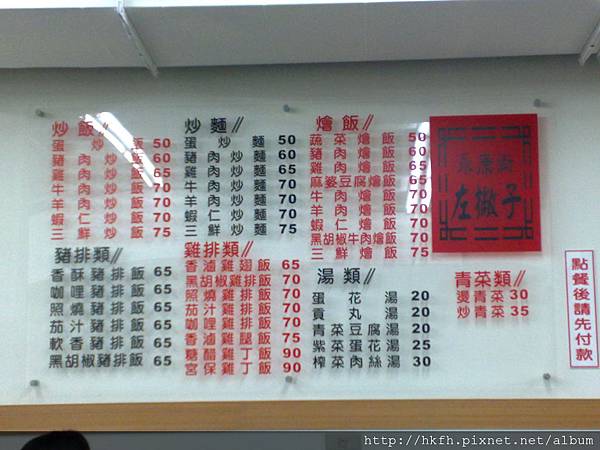 炒飯//
蛋炒飯 50
豬肉炒飯 60
雞肉炒飯 65
牛肉炒飯 70
羊肉炒飯 70
蝦仁炒飯 70
三鮮炒飯 75
炒麵//
蛋炒麵 50
豬肉炒麵 60
雞肉炒麵 60
牛肉炒麵 70
羊肉炒麵 70
蝦仁炒麵 70
三鮮炒麵 75
燴飯//
蔬菜燴飯 50
豬肉燴飯 60
雞肉燴飯 60
麻婆豆腐燴飯 65
牛肉燴飯 70
羊肉燴飯 70
蝦仁燴飯 70
黑胡椒牛肉燴飯 70
三鮮燴飯 75
左撇子
豬排類//
香酥豬排飯 65
咖哩豬排飯 65
照燒豬排飯 65
茄汁豬排飯 65
軟香豬排飯 65
黑胡椒豬排飯 65
雞排類//
香滷雞翅飯 65
黑胡椒雞排飯 70
照燒雞排飯 70
茄汁雞排飯 70
咖哩雞排飯 70
香滷雞腿飯 75
糖醋雞丁飯 90
宮保雞丁飯 90
湯類//
蛋花湯 20
貢丸湯 20
青菜豆腐湯 20
紫菜蛋花湯 25
榨菜肉絲湯 30
青菜類//
燙青菜 30
炒青菜 35
點餐後請先付款
http://hkfh.pixnet.net/album